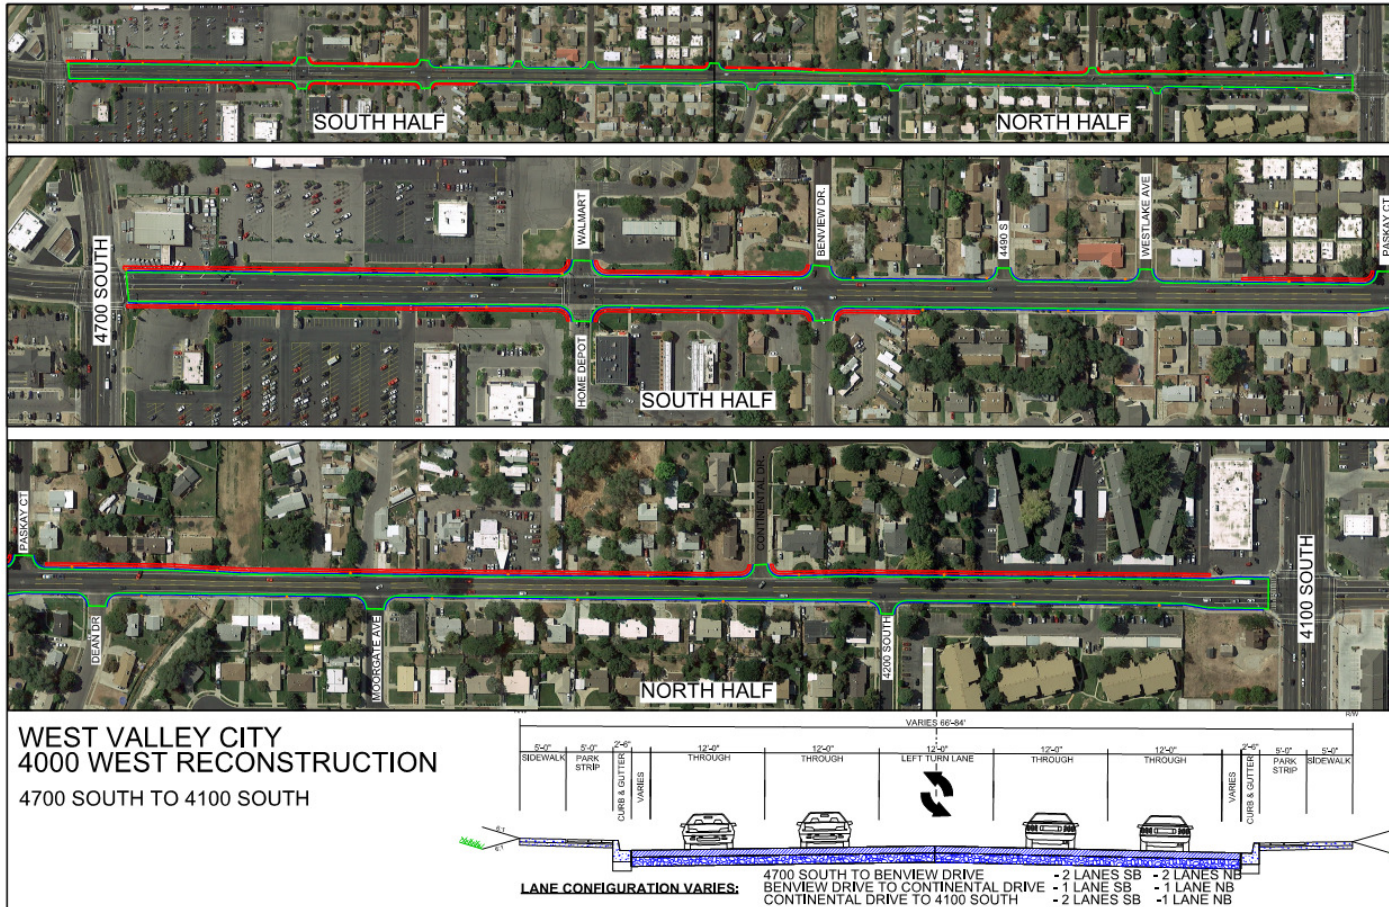 SOUTH HALF
NORTH HALF
4700 SOUTH
WALMART
HOME DEPOT
BENVIEW DR.
4490 S
WESTLAKE AVE
PASKAY CT
SOUTH HALF
PASKAY CT
DEAN DR
MOORGATE AVE
CONTINENTAL DR.
4200 SOUTH
4100 SOUTH
NORTH HALF
WEST VALLEY CITY
4000 WEST RECONSTRUCTION
4700 SOUTH TO 4100 SOUTH
R/W
VARIES 66'-84'
5'-0" 5'-0" 2'-6" 12'-0" 12'-0" 12'-0" 12'-0" 12'-0" 2'-6" 5'-0" 5'-0"
SIDEWALK PARK STRIP CURB & GUTTER VARIES THROUGH THROUGH LEFT TURN LANE THROUGH THROUGH VARIES CURB & GUTTER PARK STRIP SIDEWALK
6:1
6:1
LANE CONFIGURATION VARIES:
4700 SOUTH TO BENVIEW DRIVE - 2 LANES SB - 2 LANES NB
BENVIEW DRIVE TO CONTINENTAL DRIVE - 1 LANE SB - 1 LANE NB
CONTINENTAL DRIVE TO 4100 SOUTH - 2 LANES SB -1 LANE NB